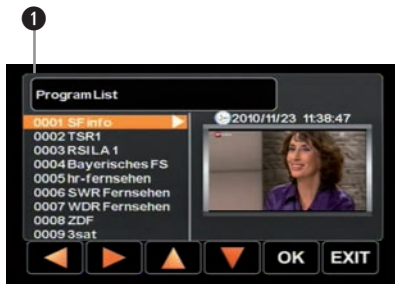 1
Program List
0001 SF info
2010/11/23 11:38:47
0002 TSR1
0003 RSI LA 1
0004 Bayerisches FS
0005 hr-fernsehen
0006 SWR Fernsehen
0007 WDR Fernsehen
0008 ZDF
0009 3sat
OK EXIT